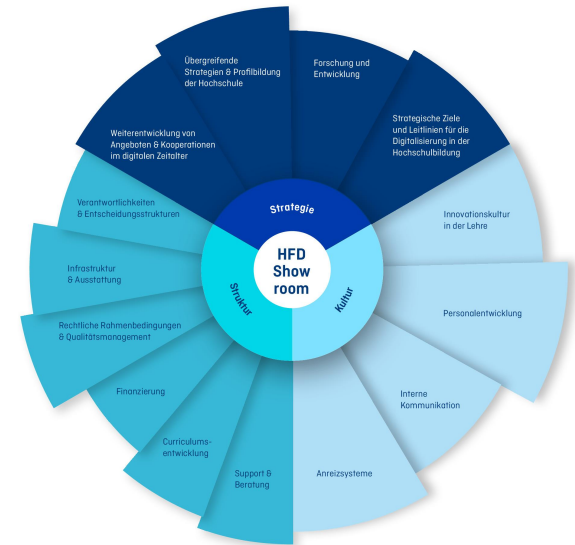 Übergreifende
Strategien & Profilbildung
der Hochschule
Forschung und
Entwicklung
Strategische Ziele
und Leitlinien für die
Digitalisierung in der
Hochschulbildung
Weiterentwicklung von
Angeboten & Kooperationen
im digitalen Zeitalter
Verantwortlichkeiten
& Entscheidungsstrukturen
Strategie
Innovationskultur
in der Lehre
HFD
Show
room
Infrastruktur
& Ausstattung
Struktur
Kultur
Personalentwicklung
Rechtliche Rahmenbedingungen
& Qualitätsmanagement
Finanzierung
Interne
Kommunikation
Curriculums-
entwicklung
Support &
Beratung
Anreizsysteme